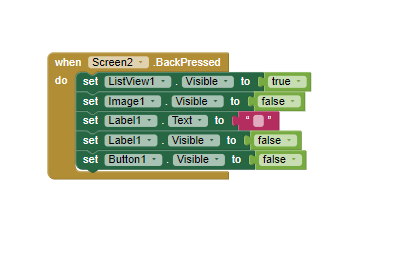 when Screen2 .BackPressed
do set ListView1 . Visible to true
set Image1 . Visible to false
set Label1 . Text to " "
set Label1 . Visible to false
set Button1 . Visible to false